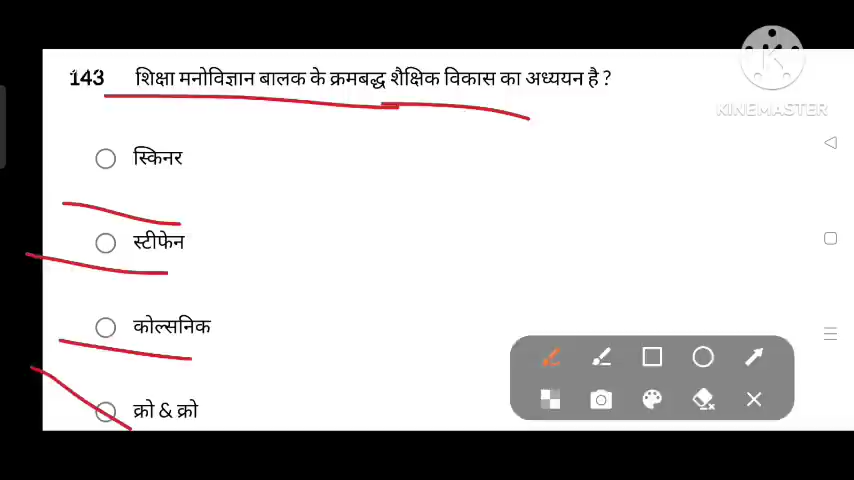 143 शिक्षा मनोविज्ञान बालक के क्रमबद्ध शैक्षिक विकास का अध्ययन है ?
KINEMASTER
स्किनर
स्टीफेन
कोल्सनिक
क्रो & क्रो